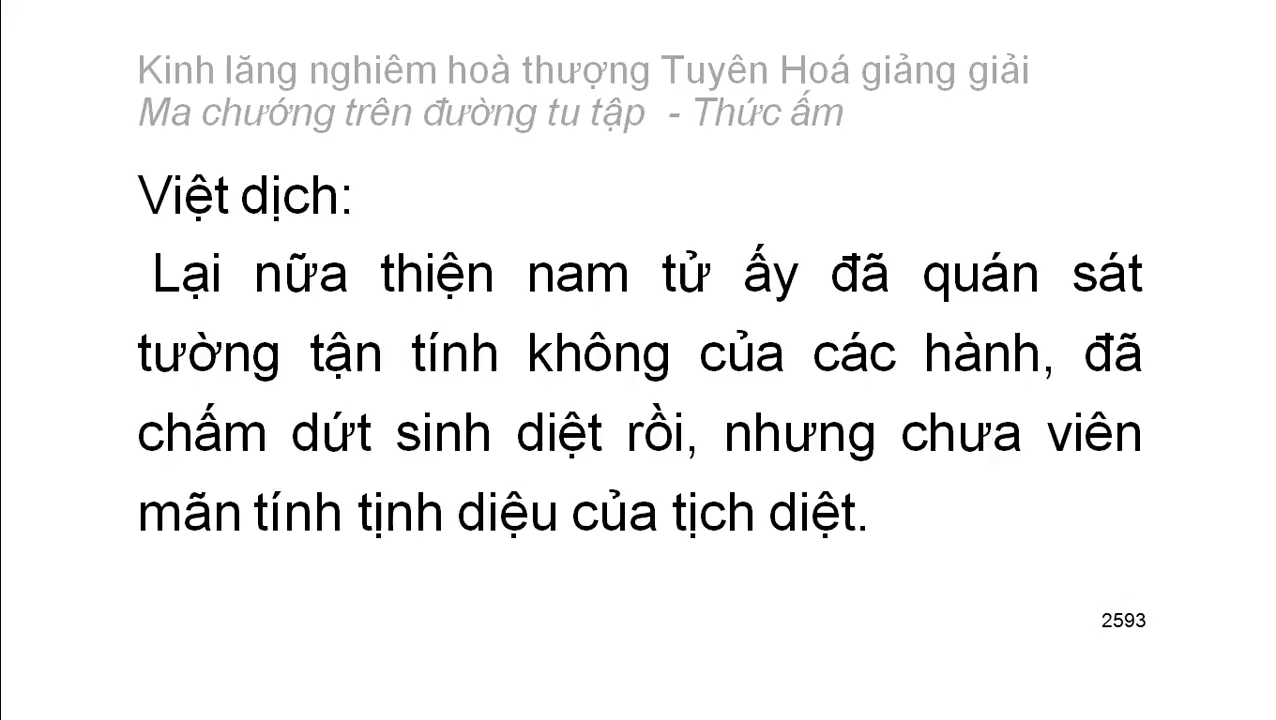 Kinh lăng nghiêm hoà thượng Tuyên Hoá giảng giải
Ma chướng trên đường tu tập - Thức ấm
Việt dịch:
Lại nữa thiện nam tử ấy đã quán sát
tường tận tính không của các hành, đã
chấm dứt sinh diệt rồi, nhưng chưa viên
mãn tính tịnh diệu của tịch diệt.
2593